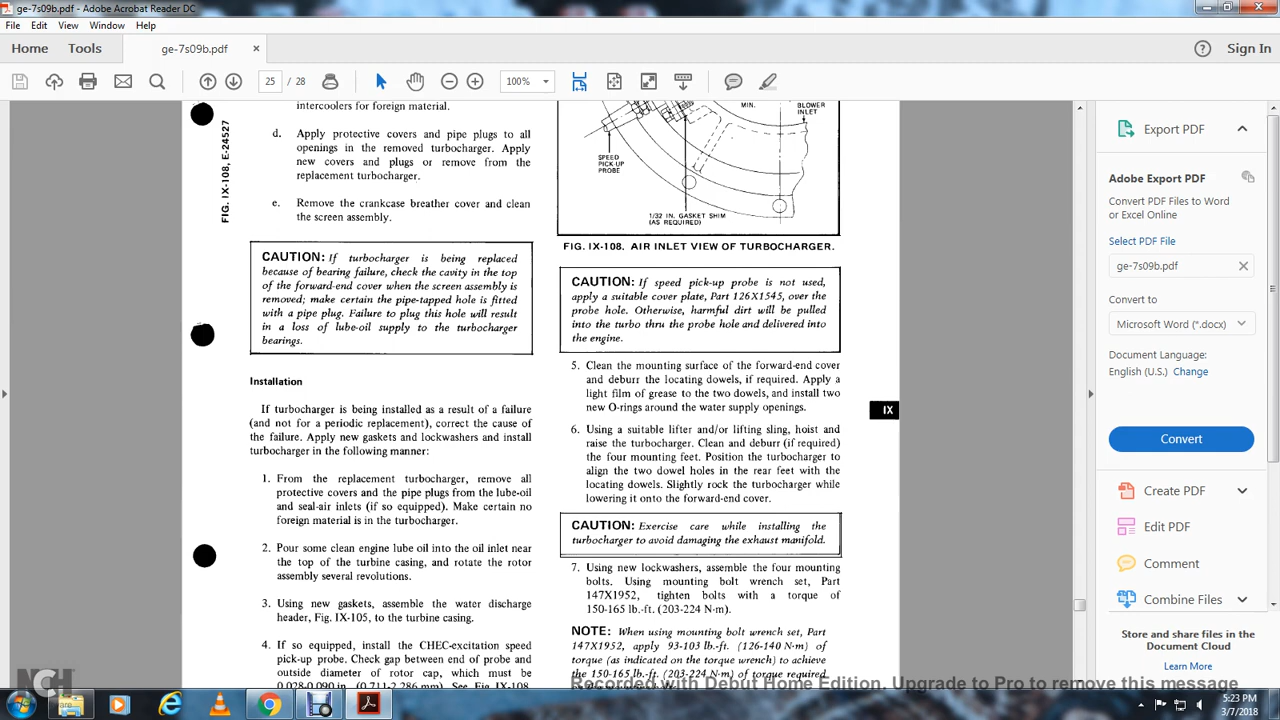 ge-7s09b.pdf - Adobe Acrobat Reader DC
File Edit View Window Help
Home Tools ge-7s09b.pdf × Sign In
25 / 28 100%
FIG. IX-108, E-24527
intercoolers for foreign material.
d. Apply protective covers and pipe plugs to all
openings in the removed turbocharger. Apply
new covers and plugs or remove from the
replacement turbocharger.
e. Remove the crankcase breather cover and clean
the screen assembly.
CAUTION: If turbocharger is being replaced
because of bearing failure, check the cavity in the top
of the forward-end cover when the screen assembly is
removed; make certain the pipe-tapped hole is fitted
with a pipe plug. Failure to plug this hole will result
in a loss of lube-oil supply to the turbocharger
bearings.
Installation
If turbocharger is being installed as a result of a failure
(and not for a periodic replacement), correct the cause of
the failure. Apply new gaskets and lockwashers and install
turbocharger in the following manner:
1. From the replacement turbocharger, remove all
protective covers and the pipe plugs from the lube-oil
and seal-air inlets (if so equipped). Make certain no
foreign material is in the turbocharger.
2. Pour some clean engine lube oil into the oil inlet near
the top of the turbine casing, and rotate the rotor
assembly several revolutions.
3. Using new gaskets, assemble the water discharge
header, Fig. IX-105, to the turbine casing.
4. If so equipped, install the CHEC-excitation speed
pick-up probe. Check gap between end of probe and
outside diameter of rotor cap, which must be
0.028-0.090 in. (0.711-2.286 mm). See Fig. IX-108.
MIN.
BLOWER
INLET
SPEED
PICK-UP
PROBE
1/32 IN. GASKET SHIM
(AS REQUIRED)
FIG. IX-108. AIR INLET VIEW OF TURBOCHARGER.
CAUTION: If speed pick-up probe is not used,
apply a suitable cover plate, Part 126X1545, over the
probe hole. Otherwise, harmful dirt will be pulled
into the turbo thru the probe hole and delivered into
the engine.
5. Clean the mounting surface of the forward-end cover
and deburr the locating dowels, if required. Apply a
light film of grease to the two dowels, and install two
new O-rings around the water supply openings.
6. Using a suitable lifter and/or lifting sling, hoist and
raise the turbocharger. Clean and deburr (if required)
the four mounting feet. Position the turbocharger to
align the two dowel holes in the rear feet with the
locating dowels. Slightly rock the turbocharger while
lowering it onto the forward-end cover.
CAUTION: Exercise care while installing the
turbocharger to avoid damaging the exhaust manifold.
7. Using new lockwashers, assemble the four mounting
bolts. Using mounting bolt wrench set, Part
147X1952, tighten bolts with a torque of
150-165 lb.-ft. (203-224 N·m).
NOTE: When using mounting bolt wrench set, Part
147X1952, apply 93-103 lb.-ft. (126-140 N·m) of
torque (as indicated on the torque wrench) to achieve
the 150-165 lb.-ft. (203-224 N·m) of torque required
IX
Export PDF
Adobe Export PDF
Convert PDF Files to Word
or Excel Online
Select PDF File
ge-7s09b.pdf
Convert to
Microsoft Word (*.docx)
Document Language:
English (U.S.) Change
Convert
Create PDF
Edit PDF
Comment
Combine Files
Store and share files in the
Document Cloud
Learn More
NCH
Recorded with Debut Home Edition. Upgrade to Pro to remove this message
5:23 PM
3/7/2018